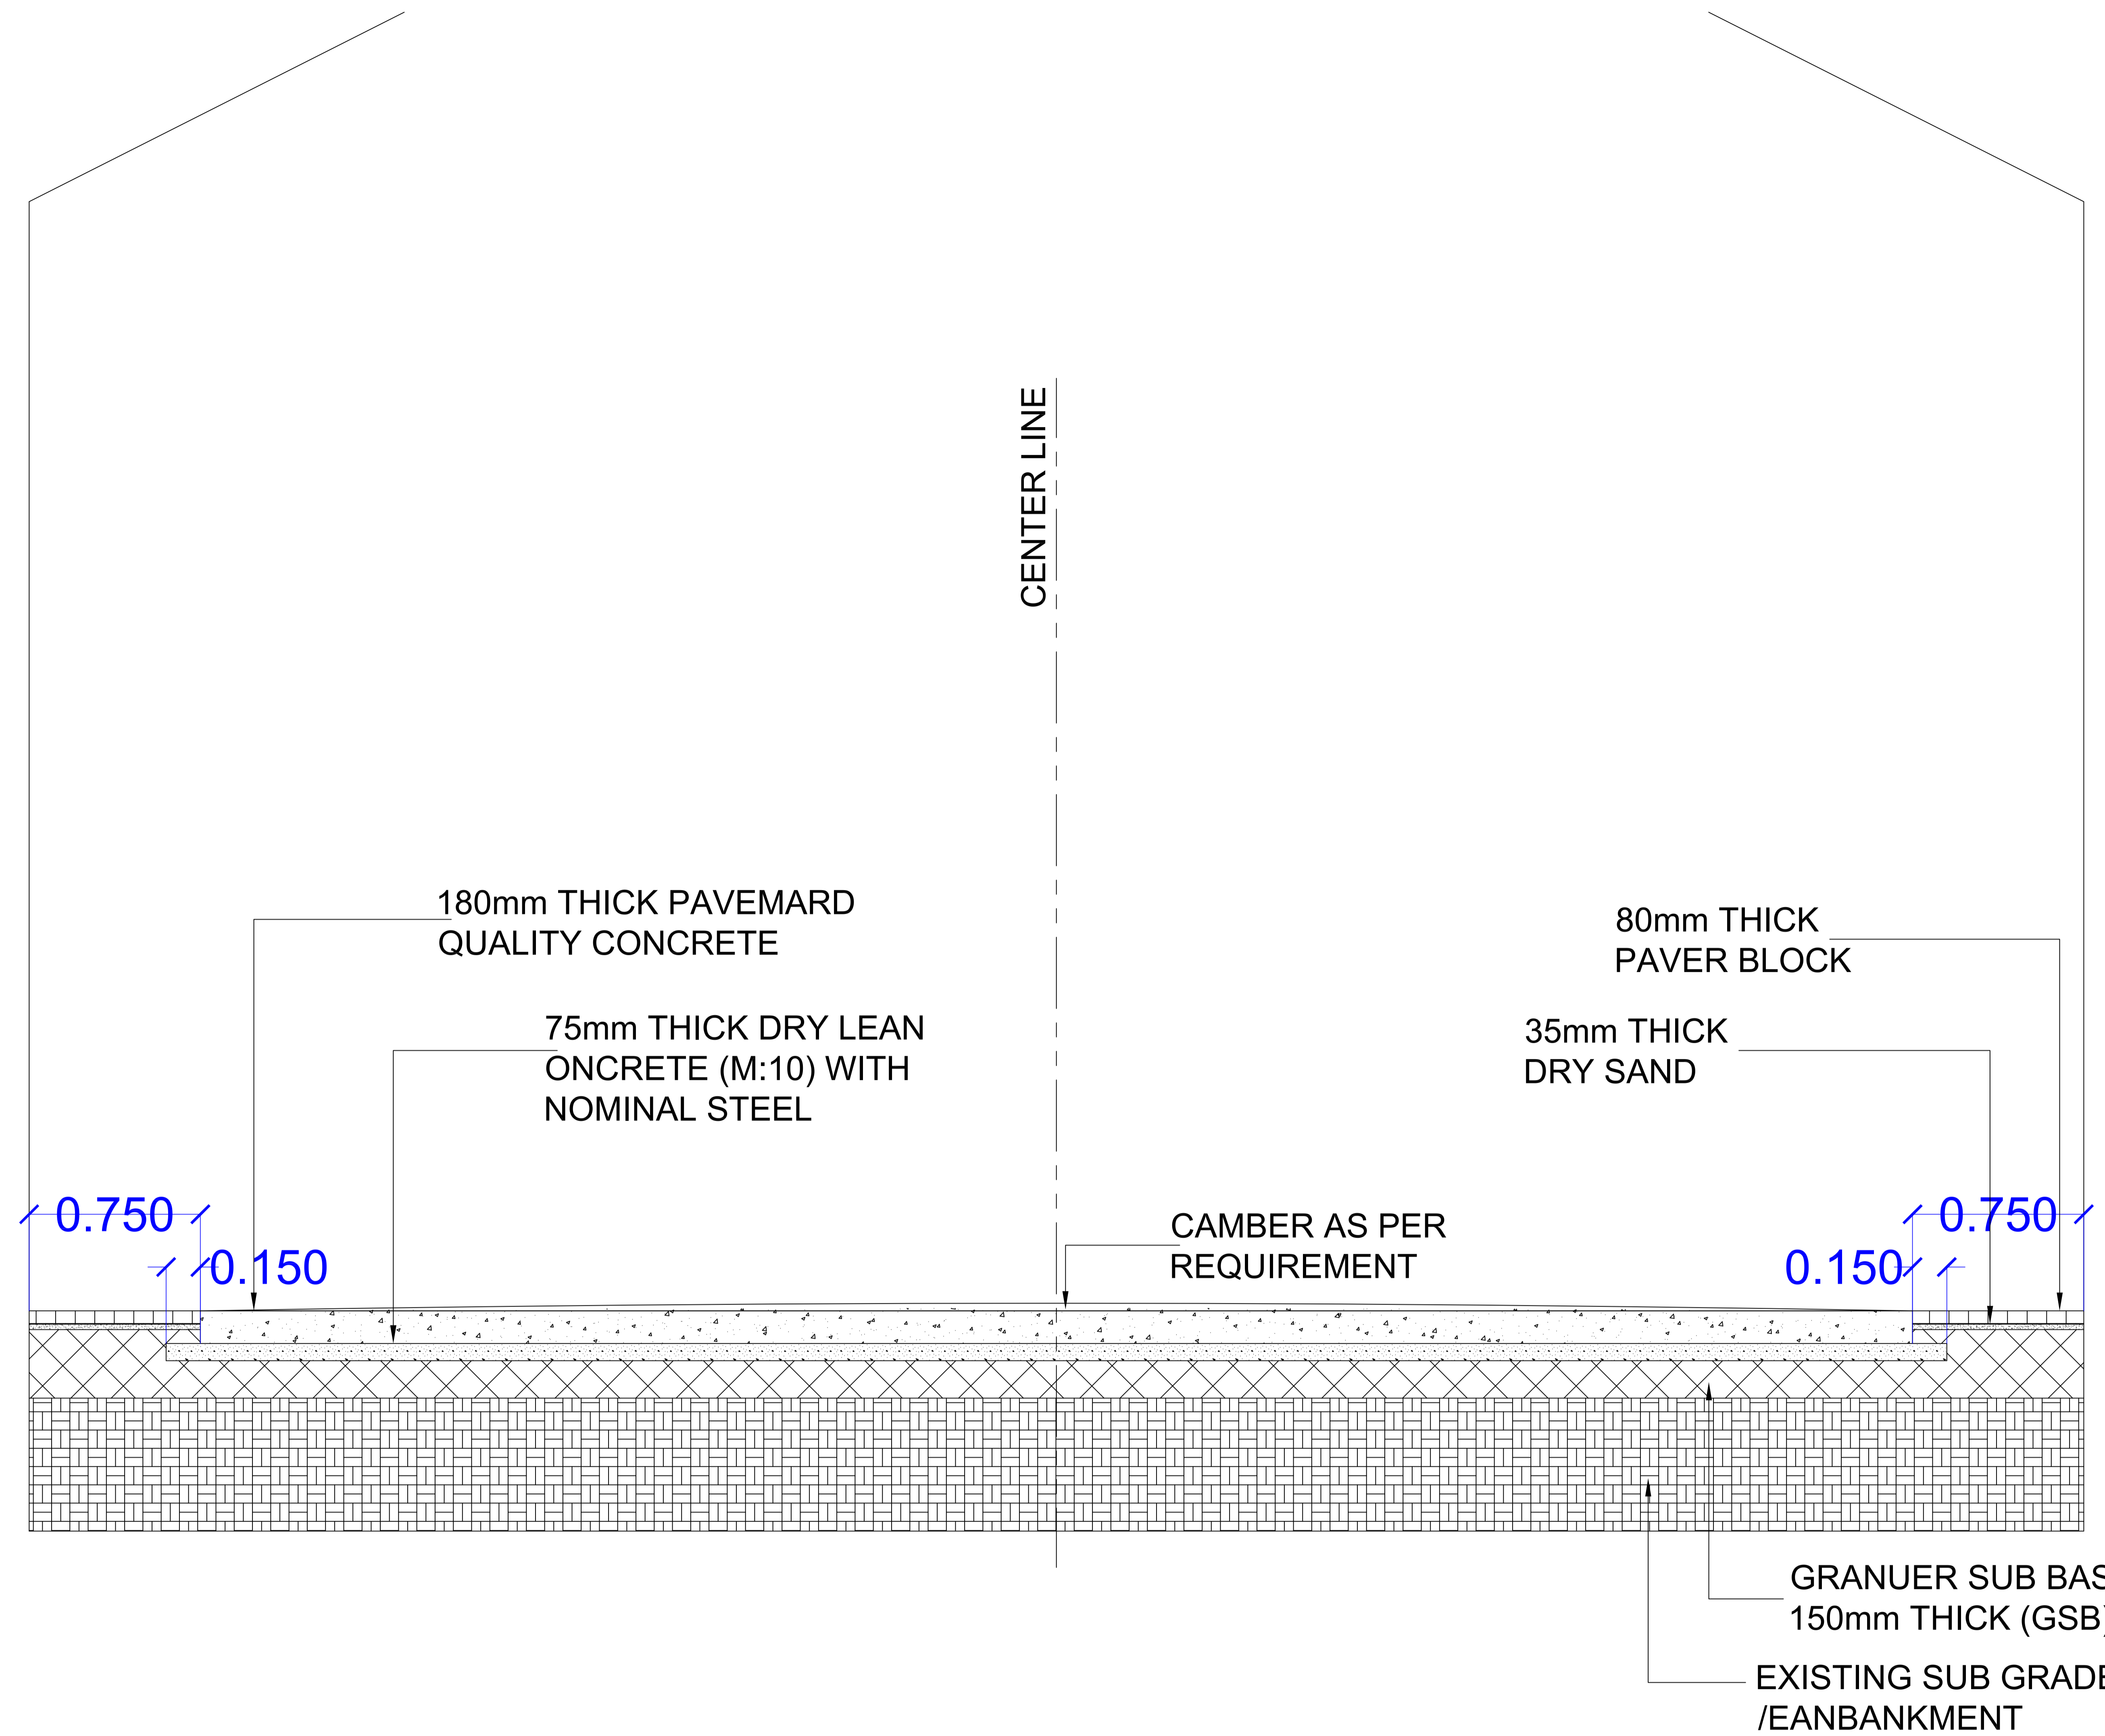 CENTER LINE
180mm THICK PAVEMARD
QUALITY CONCRETE
80mm THICK
PAVER BLOCK
75mm THICK DRY LEAN
ONCRETE (M:10) WITH
NOMINAL STEEL
35mm THICK
DRY SAND
0.750
0.150
CAMBER AS PER
REQUIREMENT
0.750
0.150
GRANUER SUB BAS
150mm THICK (GSB)
EXISTING SUB GRADE
/EANBANKMENT